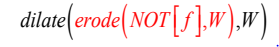 dilate(erode(NOT[f],W),W)
.